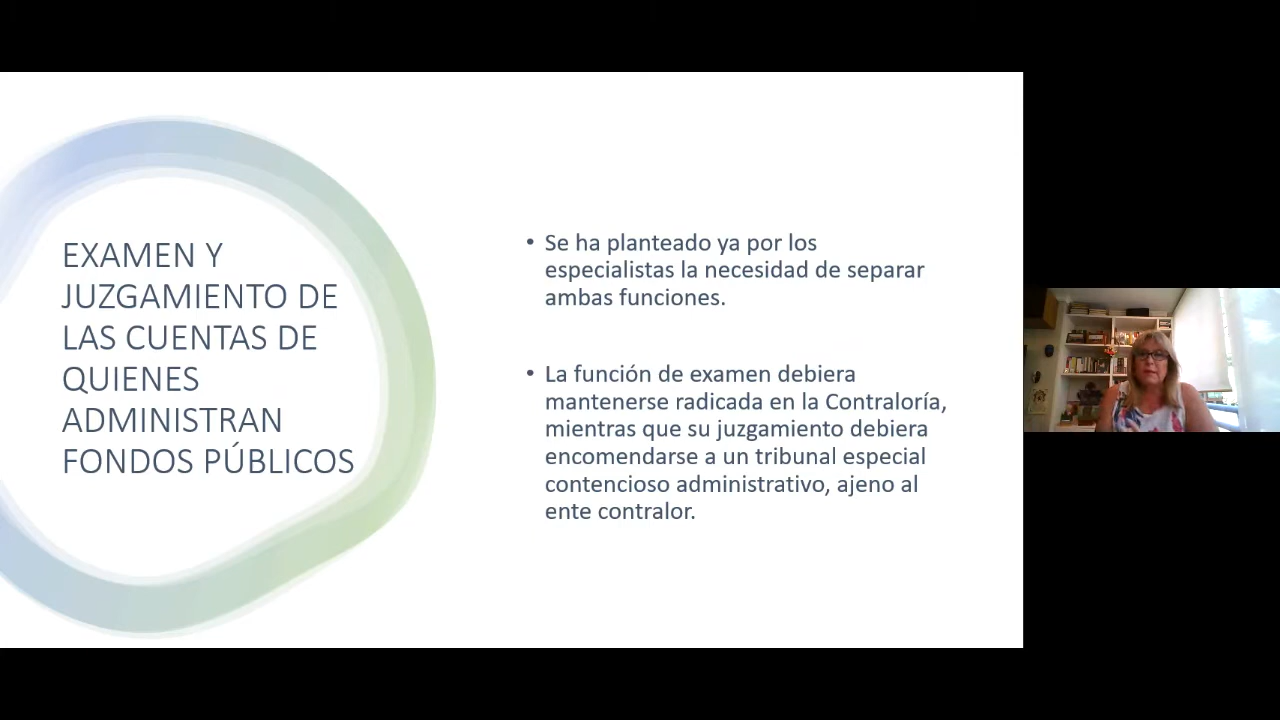 EXAMEN Y
JUZGAMIENTO DE
LAS CUENTAS DE
QUIENES
ADMINISTRAN
FONDOS PÚBLICOS
• Se ha planteado ya por los
especialistas la necesidad de separar
ambas funciones.
• La función de examen debiera
mantenerse radicada en la Contraloría,
mientras que su juzgamiento debiera
encomendarse a un tribunal especial
contencioso administrativo, ajeno al
ente contralor.